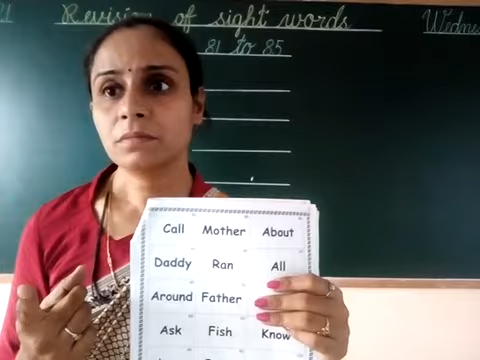 Revision of sight words
81 to 85
Call Mother About
Daddy Ran All
Around Father
Ask Fish Know